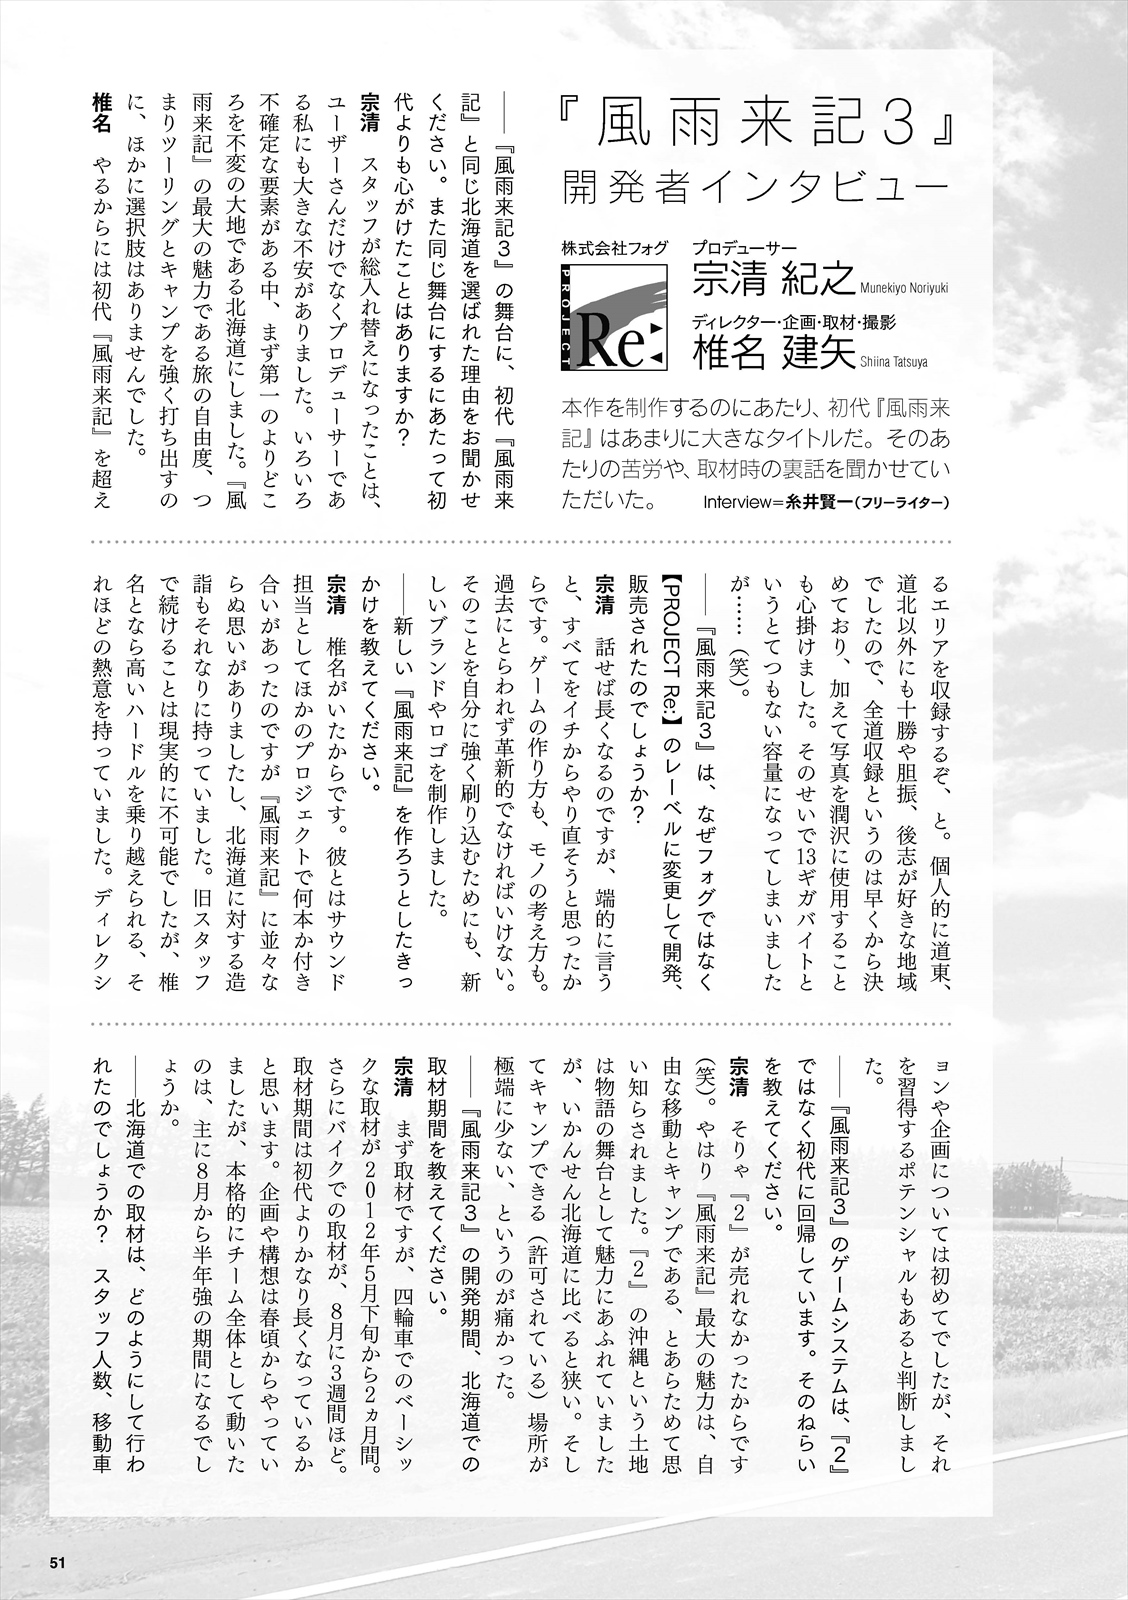 『風雨来記3』
開発者インタビュー
株式会社フォグ
PROJECT
Re:
プロデューサー
宗清 紀之 Munekiyo Noriyuki
ディレクター・企画・取材・撮影
椎名 建矢 Shiina Tatsuya
本作を制作するのにあたり、初代『風雨来
記』はあまりに大きなタイトルだ。そのあ
たりの苦労や、取材時の裏話を聞かせてい
ただいた。 Interview=糸井賢一（フリーライター）
――『風雨来記３』の舞台に、初代『風雨来
記』と同じ北海道を選ばれた理由をお聞かせ
ください。また同じ舞台にするにあたって初
代よりも心がけたことはありますか？
宗清　スタッフが総入れ替えになったことは、
ユーザーさんだけでなくプロデューサーであ
る私にも大きな不安がありました。いろいろ
不確定な要素がある中、まず第一のよりどこ
ろを不変の大地である北海道にしました。『風
雨来記』の最大の魅力である旅の自由度、つ
まりツーリングとキャンプを強く打ち出すの
に、ほかに選択肢はありませんでした。
椎名　やるからには初代『風雨来記』を超え
るエリアを収録するぞ、と。個人的に道東、
道北以外にも十勝や胆振、後志が好きな地域
でしたので、全道収録というのは早くから決
めており、加えて写真を潤沢に使用すること
も心掛けました。そのせいで13ギガバイトと
いうとてつもない容量になってしまいました
が……（笑）。
――『風雨来記３』は、なぜフォグではなく
【PROJECT Re:】のレーベルに変更して開発、
販売されたのでしょうか？
宗清　話せば長くなるのですが、端的に言う
と、すべてをイチからやり直そうと思ったか
らです。ゲームの作り方も、モノの考え方も。
過去にとらわれず革新的でなければいけない。
そのことを自分に強く刷り込むためにも、新
しいブランドやロゴを制作しました。
――新しい『風雨来記』を作ろうとしたきっ
かけを教えてください。
宗清　椎名がいたからです。彼とはサウンド
担当としてほかのプロジェクトで何本か付き
合いがあったのですが『風雨来記』に並々な
らぬ思いがありましたし、北海道に対する造
詣もそれなりに持っていました。旧スタッフ
で続けることは現実的に不可能でしたが、椎
名となら高いハードルを乗り越えられる、そ
れほどの熱意を持っていました。ディレクシ
ョンや企画については初めてでしたが、それ
を習得するポテンシャルもあると判断しまし
た。
――『風雨来記３』のゲームシステムは、『２』
ではなく初代に回帰しています。そのねらい
を教えてください。
宗清　そりゃ『２』が売れなかったからです
（笑）。やはり『風雨来記』最大の魅力は、自
由な移動とキャンプである、とあらためて思
い知らされました。『２』の沖縄という土地
は物語の舞台として魅力にあふれていました
が、いかんせん北海道に比べると狭い。そし
てキャンプできる（許可されている）場所が
極端に少ない、というのが痛かった。
――『風雨来記３』の開発期間、北海道での
取材期間を教えてください。
宗清　まず取材ですが、四輪車でのベーシッ
クな取材が２０１２年５月下旬から２ヵ月間。
さらにバイクでの取材が、８月に３週間ほど。
取材期間は初代よりかなり長くなっているか
と思います。企画や構想は春頃からやってい
ましたが、本格的にチーム全体として動いた
のは、主に８月から半年強の期間になるでし
ょうか。
――北海道での取材は、どのようにして行わ
れたのでしょうか？　スタッフ人数、移動車
51